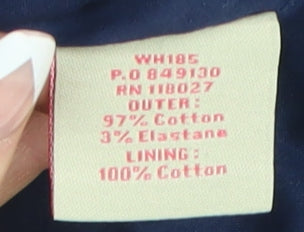 WH185
P.O 849130
RN 118027
OUTER:
97% Cotton
3% Elastane
LINING:
100% Cotton